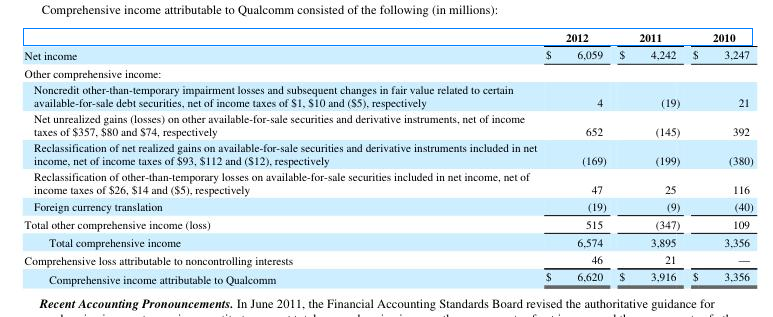 Comprehensive income attributable to Qualcomm consisted of the following (in millions):
2012 2011 2010
Net income $ 6,059 $ 4,242 $ 3,247
Other comprehensive income:
Noncredit other-than-temporary impairment losses and subsequent changes in fair value related to certain
available-for-sale debt securities, net of income taxes of $1, $10 and ($5), respectively 4 (19) 21
Net unrealized gains (losses) on other available-for-sale securities and derivative instruments, net of income
taxes of $357, $80 and $74, respectively 652 (145) 392
Reclassification of net realized gains on available-for-sale securities and derivative instruments included in net
income, net of income taxes of $93, $112 and ($12), respectively (169) (199) (380)
Reclassification of other-than-temporary losses on available-for-sale securities included in net income, net of
income taxes of $26, $14 and ($5), respectively 47 25 116
Foreign currency translation (19) (9) (40)
Total other comprehensive income (loss) 515 (347) 109
Total comprehensive income 6,574 3,895 3,356
Comprehensive loss attributable to noncontrolling interests 46 21 —
Comprehensive income attributable to Qualcomm $ 6,620 $ 3,916 $ 3,356
Recent Accounting Pronouncements. In June 2011, the Financial Accounting Standards Board revised the authoritative guidance for